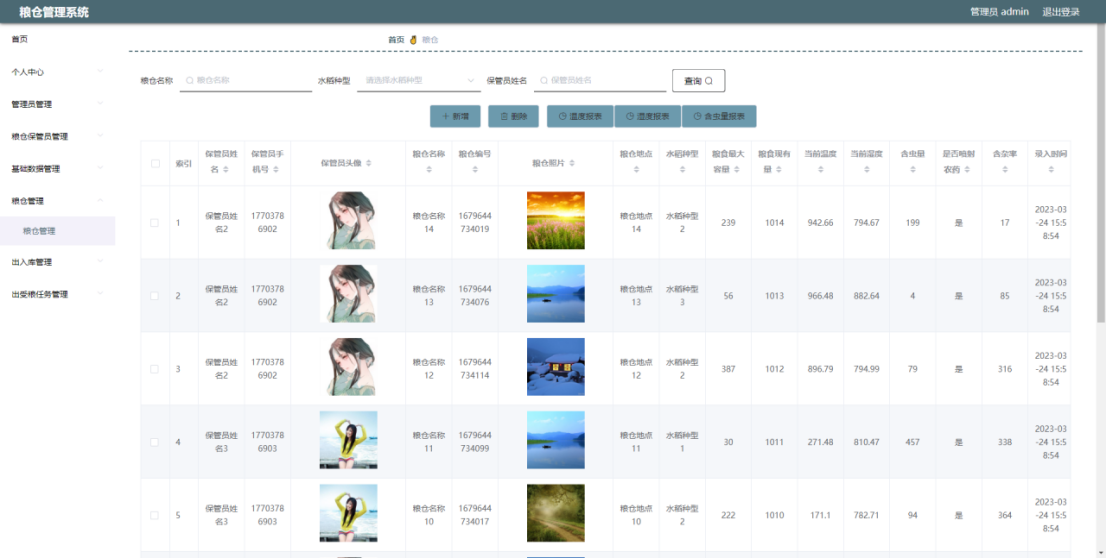 粮仓管理系统
管理员 admin 退出登录
首页
首页 粮仓
个人中心
管理员管理
粮仓保管员管理
基础数据管理
粮仓管理
粮仓管理
出入库管理
出受粮任务管理
粮仓名称 粮仓名称 水稻种型 请选择水稻种型 保管员姓名 保管员姓名 查询
+ 新增 删除 温度报表 湿度报表 含虫量报表
索引 保管员姓名 保管员手机号 保管员头像 粮仓名称 粮仓编号 粮仓照片 粮仓地点 水稻种型 粮食最大容量 粮食现有量 当前温度 当前湿度 含虫量 是否喷射农药 含杂率 录入时间
1 保管员姓名2 17703786902 粮仓名称14 1679644734019 粮仓地点14 水稻种型2 239 1014 942.66 794.67 199 是 17 2023-03-24 15:58:54
2 保管员姓名2 17703786902 粮仓名称13 1679644734076 粮仓地点13 水稻种型3 56 1013 966.48 882.64 4 是 85 2023-03-24 15:58:54
3 保管员姓名2 17703786902 粮仓名称12 1679644734114 粮仓地点12 水稻种型2 387 1012 896.79 794.99 79 是 316 2023-03-24 15:58:54
4 保管员姓名3 17703786903 粮仓名称11 1679644734099 粮仓地点11 水稻种型1 30 1011 271.48 810.47 457 是 338 2023-03-24 15:58:54
5 保管员姓名3 17703786903 粮仓名称10 1679644734017 粮仓地点10 水稻种型2 222 1010 171.1 782.71 94 是 364 2023-03-24 15:58:54